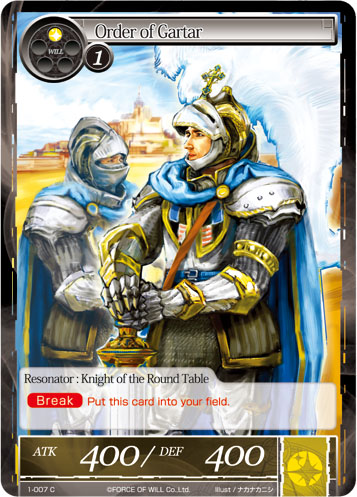 Order of Gartar
WILL
1
Resonator : Knight of the Round Table
Break Put this card into your field.
ATK 400 / DEF 400
1-007 C ©FORCE OF WILL Co.,Ltd. Illust / ナカナカニシ